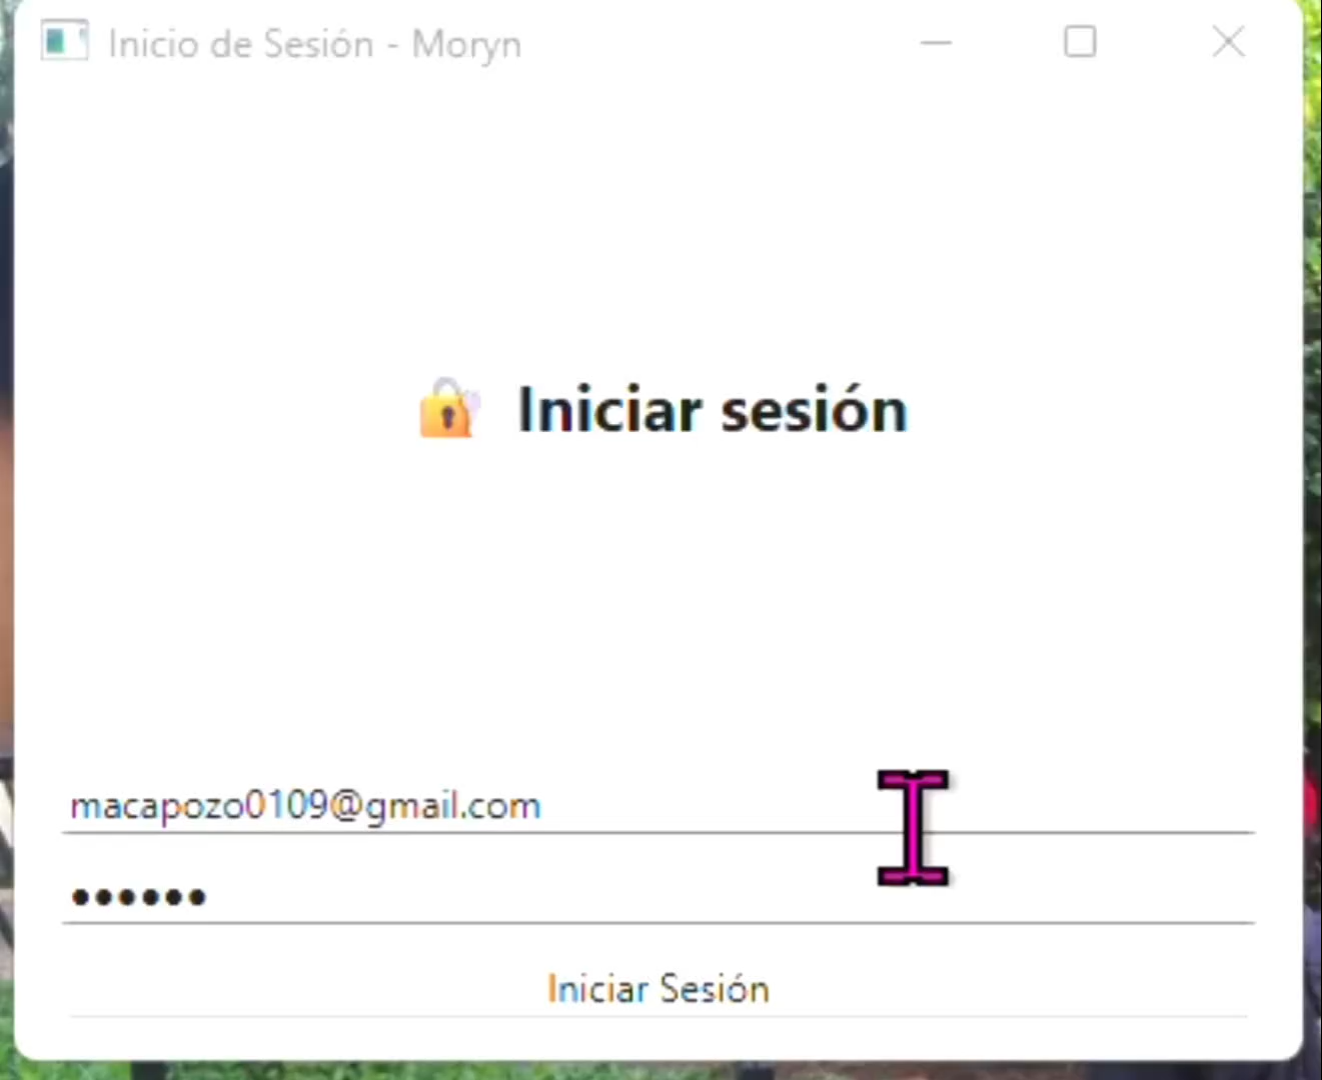 Inicio de Sesión - Moryn
Iniciar sesión
macapozo0109@gmail.com
••••••
Iniciar Sesión